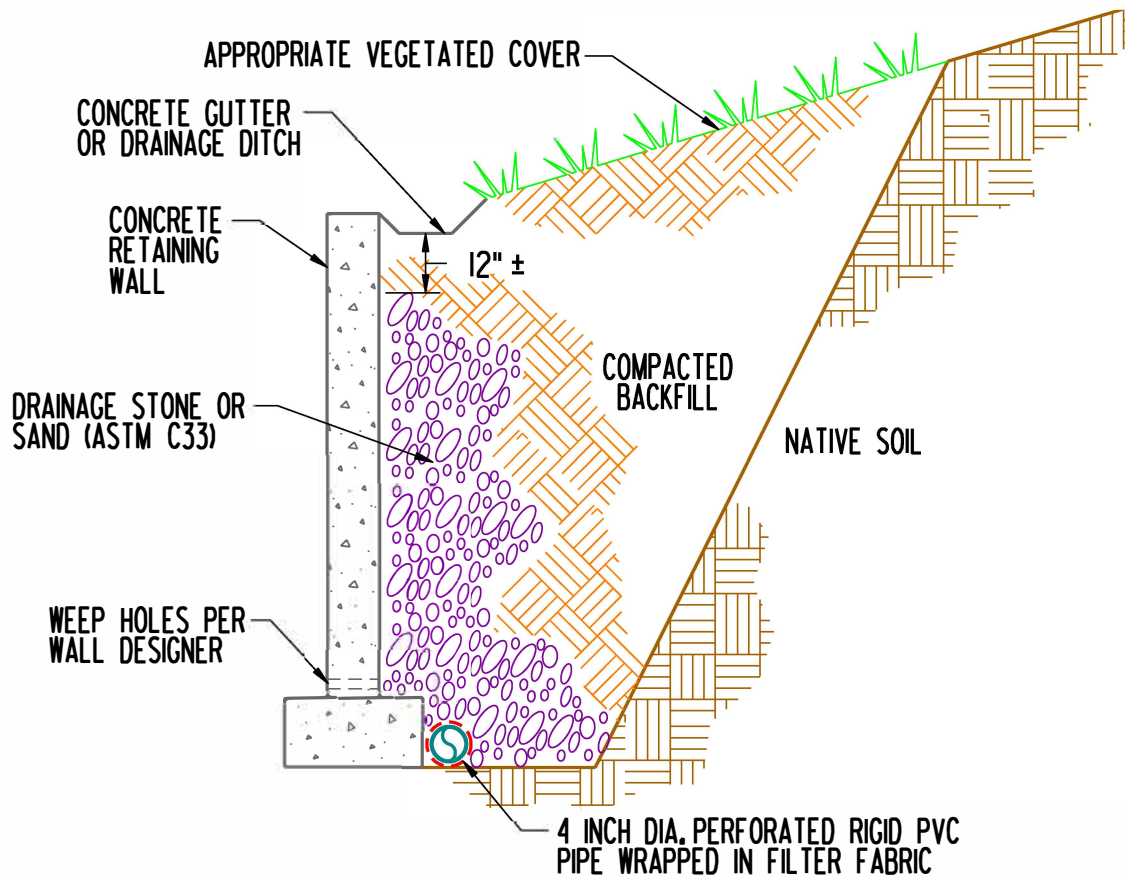 APPROPRIATE VEGETATED COVER
CONCRETE GUTTER
OR DRAINAGE DITCH
CONCRETE
RETAINING
WALL
12" ±
COMPACTED
BACKFILL
DRAINAGE STONE OR
SAND (ASTM C33)
NATIVE SOIL
WEEP HOLES PER
WALL DESIGNER
4 INCH DIA. PERFORATED RIGID PVC
PIPE WRAPPED IN FILTER FABRIC